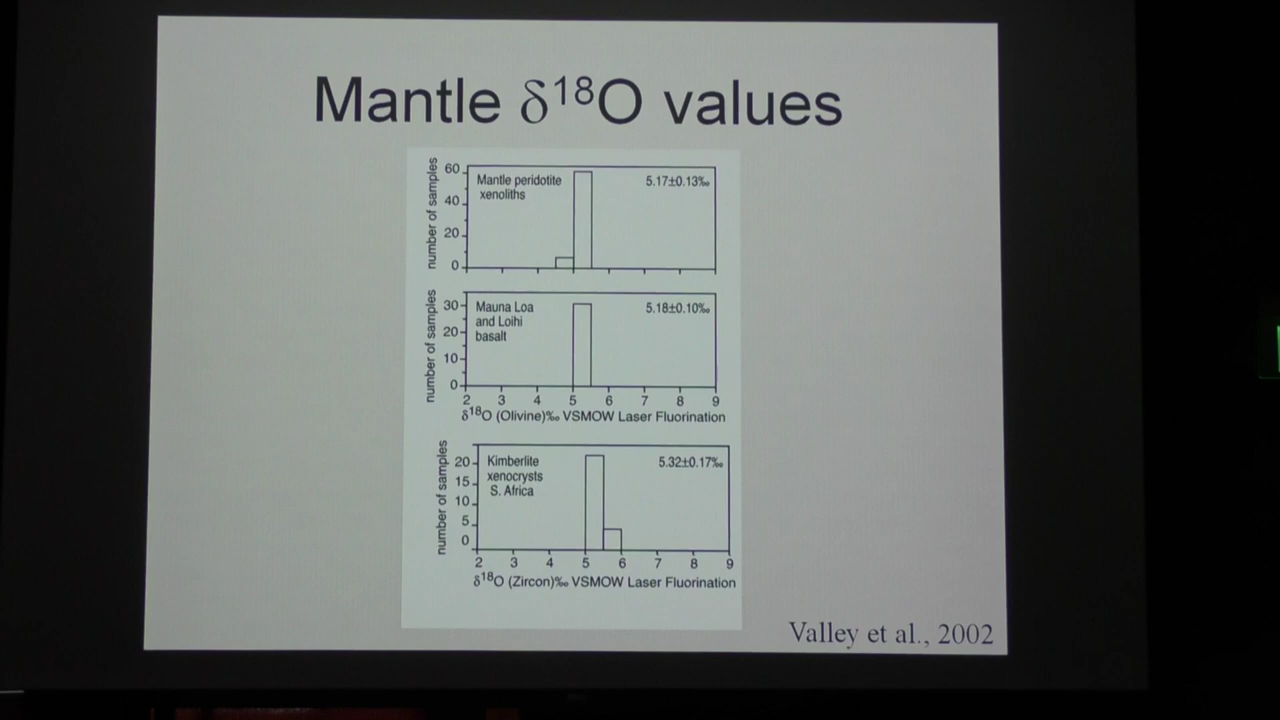 Mantle δ¹⁸O values
number of samples
60
40
20
0
Mantle peridotite
xenoliths
5.17±0.13‰
number of samples
30
20
10
0
Mauna Loa
and Loihi
basalt
5.18±0.10‰
2 3 4 5 6 7 8 9
δ¹⁸O (Olivine)‰ VSMOW Laser Fluorination
number of samples
20
15
10
5
0
Kimberlite
xenocrysts
S. Africa
5.32±0.17‰
2 3 4 5 6 7 8 9
δ¹⁸O (Zircon)‰ VSMOW Laser Fluorination
Valley et al., 2002